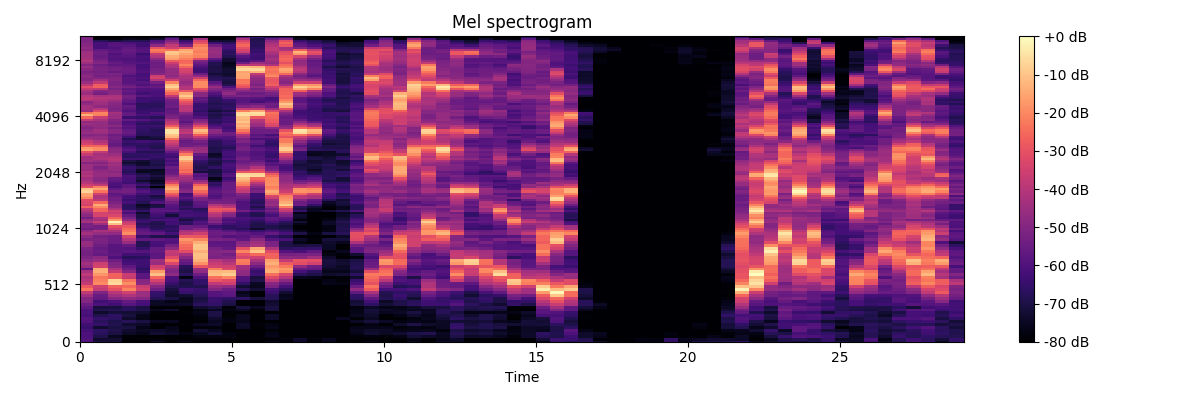 Mel spectrogram
Hz
8192
4096
2048
1024
512
0
0 5 10 15 20 25
Time
+0 dB
-10 dB
-20 dB
-30 dB
-40 dB
-50 dB
-60 dB
-70 dB
-80 dB